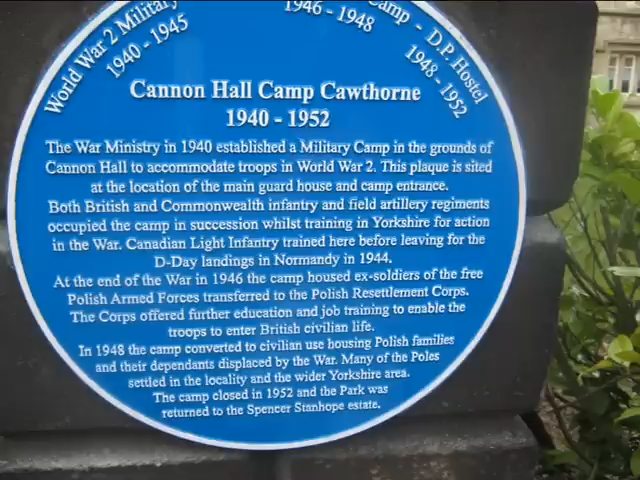 World War 2 Military
1940 - 1945
1946 - 1948
Camp - D.P. Hostel
1948 - 1952
Cannon Hall Camp Cawthorne
1940 - 1952
The War Ministry in 1940 established a Military Camp in the grounds of
Cannon Hall to accommodate troops in World War 2. This plaque is sited
at the location of the main guard house and camp entrance.
Both British and Commonwealth infantry and field artillery regiments
occupied the camp in succession whilst training in Yorkshire for action
in the War. Canadian Light Infantry trained here before leaving for the
D-Day landings in Normandy in 1944.
At the end of the War in 1946 the camp housed ex-soldiers of the free
Polish Armed Forces transferred to the Polish Resettlement Corps.
The Corps offered further education and job training to enable the
troops to enter British civilian life.
In 1948 the camp converted to civilian use housing Polish families
and their dependants displaced by the War. Many of the Poles
settled in the locality and the wider Yorkshire area.
The camp closed in 1952 and the Park was
returned to the Spencer Stanhope estate.